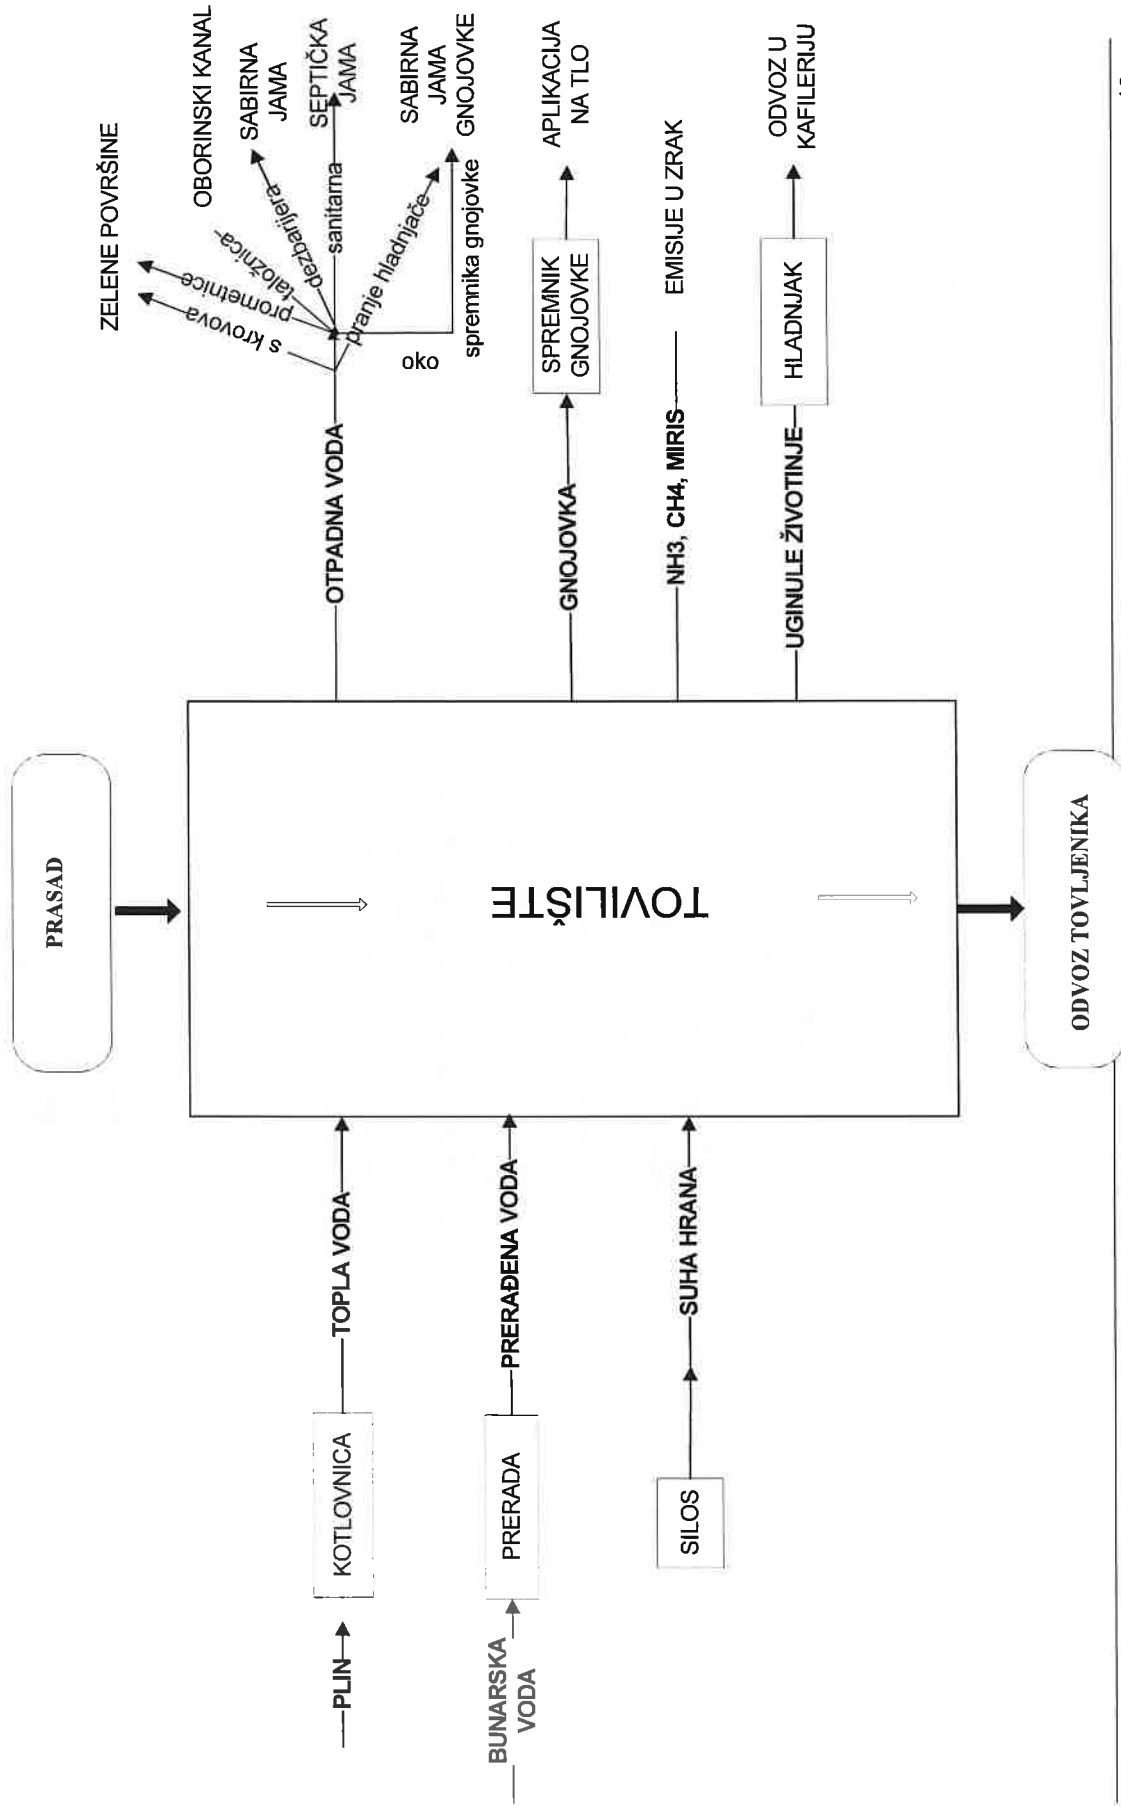 PRASAD
PLIN
KOTLOVNICA
TOPLA VODA
BUNARSKA
VODA
PRERADA
PRERAĐENA VODA
SILOS
SUHA HRANA
TOVILIŠTE
OTPADNA VODA
s krovova
prometnice
ZELENE POVRŠINE
taložnica-
OBORINSKI KANAL
dezbarijera
SABIRNA
JAMA
sanitarna
SEPTIČKA
JAMA
pranje hladnjače
oko
spremnika gnojovke
SABIRNA
JAMA
GNOJOVKE
GNOJOVKA
SPREMNIK
GNOJOVKE
APLIKACIJA
NA TLO
NH3, CH4, MIRIS
EMISIJE U ZRAK
UGINULE ŽIVOTINJE
HLADNJAK
ODVOZ U
KAFILERIJU
ODVOZ TOVLJENIKA